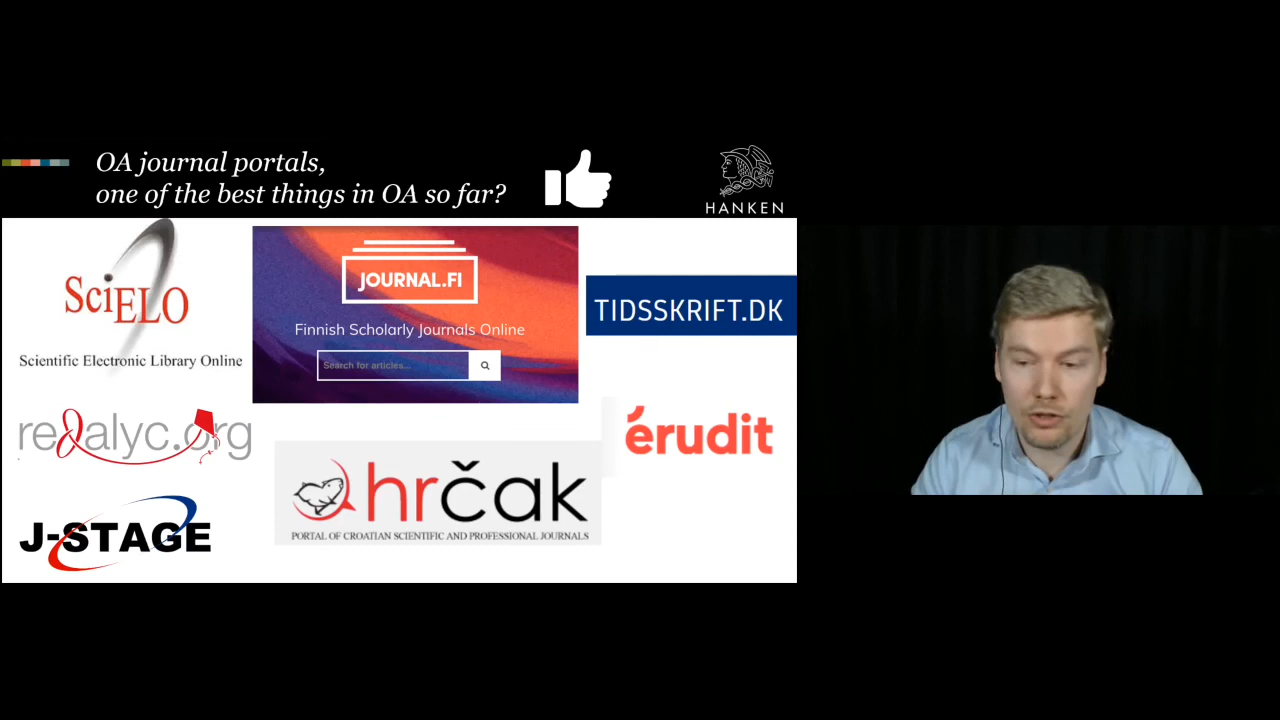 OA journal portals,
one of the best things in OA so far?
HANKEN
SciELO
Scientific Electronic Library Online
JOURNAL.FI
Finnish Scholarly Journals Online
Search for articles...
TIDSSKRIFT.DK
redalyc.org
érudit
hrčak
PORTAL OF CROATIAN SCIENTIFIC AND PROFESSIONAL JOURNALS
J-STAGE